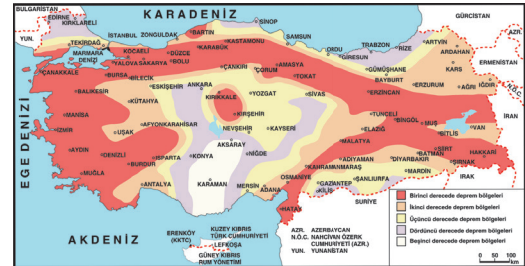 BULGARİSTAN
KARADENİZ
GÜRCİSTAN
EDİRNE
KIRKLARELİ
YUN.
TEKİRDAĞ
İSTANBUL
ZONGULDAK
BARTIN
SİNOP
KASTAMONU
SAMSUN
ORDU
TRABZON
RİZE
ARTVİN
ARDAHAN
AZR.
MARMARA
DENİZİ
KOCAELİ
YALOVA
SAKARYA
DÜZCE
BOLU
KARABÜK
GİRESUN
GÜMÜŞHANE
BAYBURT
KARS
ERMENİSTAN
ÇANAKKALE
BURSA
BİLECİK
ÇANKIRI
ÇORUM
AMASYA
TOKAT
ERZURUM
AĞRI
IĞDIR
BALIKESİR
ESKİŞEHİR
ANKARA
KIRIKKALE
YOZGAT
SİVAS
ERZİNCAN
N.Ö.C.
KÜTAHYA
EGE DENİZİ
MANİSA
İZMİR
UŞAK
AFYONKARAHİSAR
KIRŞEHİR
NEVŞEHİR
KAYSERİ
TUNCELİ
BİNGÖL
MUŞ
İRAN
MALATYA
ELAZIĞ
BİTLİS
VAN
AYDIN
DENİZLİ
ISPARTA
BURDUR
KONYA
AKSARAY
NİĞDE
ADIYAMAN
DİYARBAKIR
BATMAN
SİİRT
ŞIRNAK
HAKKARİ
MUĞLA
ANTALYA
KARAMAN
MERSİN
ADANA
OSMANİYE
KAHRAMANMARAŞ
GAZİANTEP
KİLİS
ŞANLIURFA
MARDİN
IRAK
HATAY
SURİYE
AKDENİZ
ERENKÖY
(KKTC)
KUZEY KIBRIS
TÜRK CUMHURİYETİ
LEFKOŞA
GÜNEY KIBRIS
RUM YÖNETİMİ
AZR. AZERBAYCAN
N.Ö.C. NAHCİVAN ÖZERK
CUMHURİYETİ (AZR.)
YUN. YUNANİSTAN
Birinci derecede deprem bölgeleri
İkinci derecede deprem bölgeleri
Üçüncü derecede deprem bölgeleri
Dördüncü derecede deprem bölgeleri
Beşinci derecede deprem bölgeleri
0 50 100
km